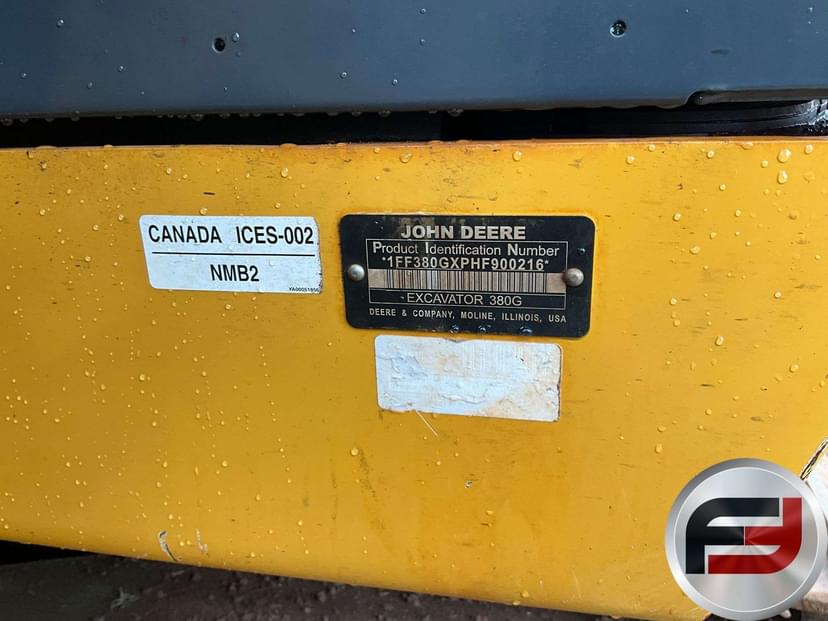 CANADA ICES-002
NMB2
JOHN DEERE
Product Identification Number
*1FF380GXPHF900216*
EXCAVATOR 380G
DEERE & COMPANY, MOLINE, ILLINOIS, USA